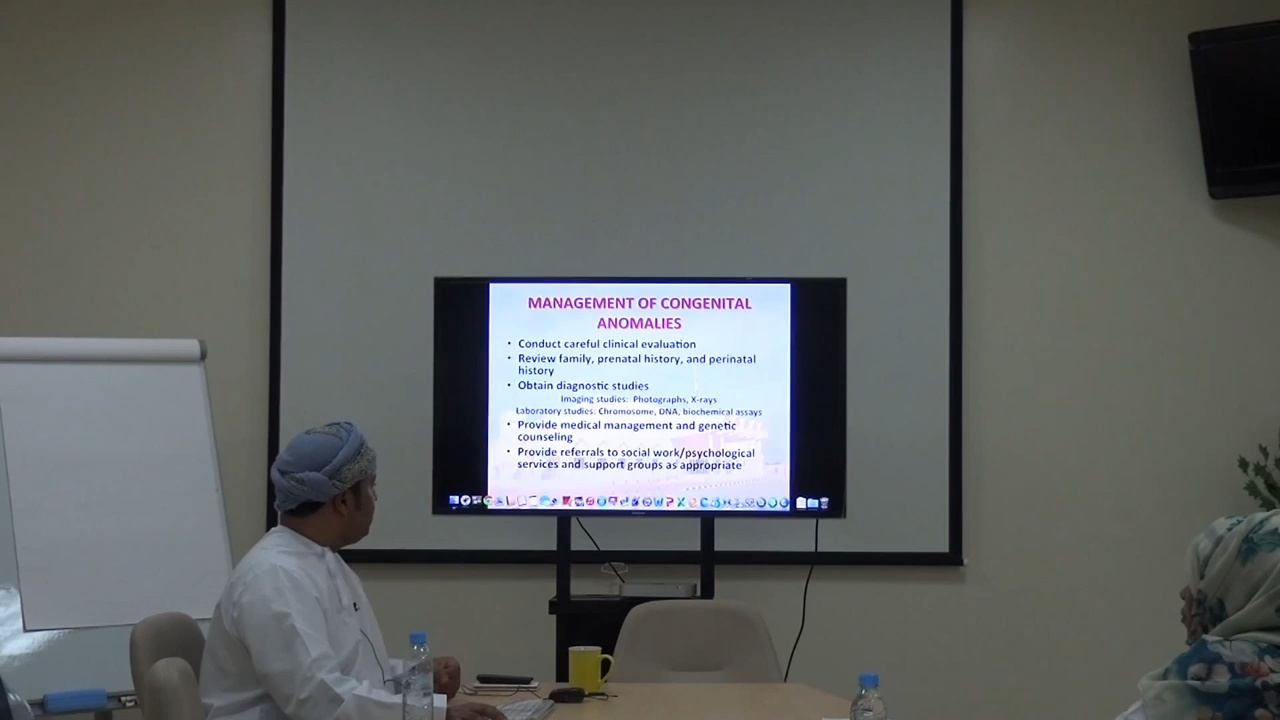 MANAGEMENT OF CONGENITAL
ANOMALIES
• Conduct careful clinical evaluation
• Review family, prenatal history, and perinatal
history
• Obtain diagnostic studies
Imaging studies: Photographs, X-rays
Laboratory studies: Chromosome, DNA, biochemical assays
• Provide medical management and genetic
counseling
• Provide referrals to social work/psychological
services and support groups as appropriate